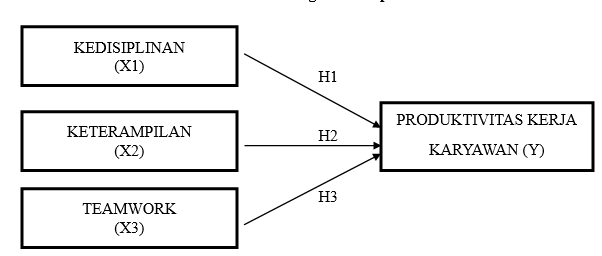 KEDISIPLINAN
(X1)
H1
KETERAMPILAN
(X2)
H2
PRODUKTIVITAS KERJA
KARYAWAN (Y)
TEAMWORK
(X3)
H3